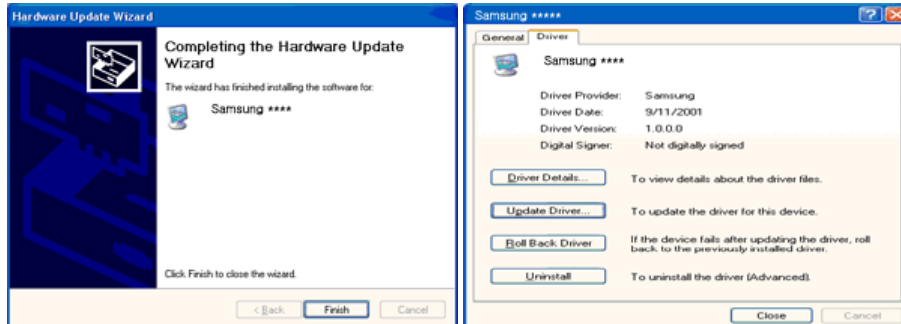 Hardware Update Wizard
Completing the Hardware Update
Wizard
The wizard has finished installing the software for:
Samsung ****
Click Finish to close the wizard.
< Back
Finish
Cancel
Samsung *****
General
Driver
Samsung ****
Driver Provider: Samsung
Driver Date: 9/11/2001
Driver Version: 1.0.0.0
Digital Signer: Not digitally signed
Driver Details... To view details about the driver files.
Update Driver... To update the driver for this device.
Roll Back Driver If the device fails after updating the driver, roll
back to the previously installed driver.
Uninstall To uninstall the driver (Advanced).
Close
Cancel